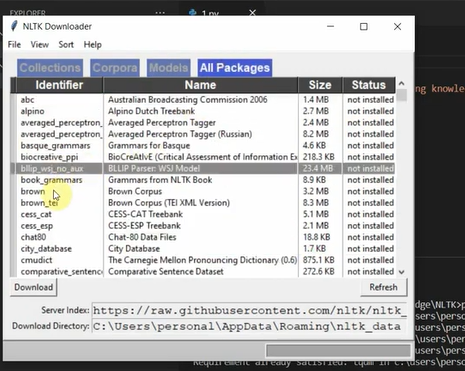 EXPLORER
1.py
NLTK Downloader
File View Sort Help
Collections Corpora Models All Packages
Identifier Name Size Status
abc Australian Broadcasting Commission 2006 1.4 MB not installed
alpino Alpino Dutch Treebank 2.7 MB not installed
averaged_perceptron_ Averaged Perceptron Tagger 2.4 MB not installed
averaged_perceptron_ Averaged Perceptron Tagger (Russian) 8.2 MB not installed
basque_grammars Grammars for Basque 4.6 KB not installed
biocreative_ppi BioCreAtIvE (Critical Assessment of Information Ex 218.3 KB not installed
bllip_wsj_no_aux BLLIP Parser: WSJ Model 23.4 MB not installed
book_grammars Grammars from NLTK Book 8.9 KB not installed
brown Brown Corpus 3.2 MB not installed
brown_tei Brown Corpus (TEI XML Version) 8.3 MB not installed
cess_cat CESS-CAT Treebank 5.1 MB not installed
cess_esp CESS-ESP Treebank 2.1 MB not installed
chat80 Chat-80 Data Files 18.8 KB not installed
city_database City Database 1.7 KB not installed
cmudict The Carnegie Mellon Pronouncing Dictionary (0.6) 875.1 KB not installed
comparative_sentenc Comparative Sentence Dataset 272.6 KB not installed
Download Refresh
Server Index: https://raw.githubusercontent.com/nltk/nltk_
Download Directory: C:\Users\personal\AppData\Roaming\nltk_data
ng knowle
dge\NLTK>p
Requirement already satisfied: tqdm in c:\users\perso